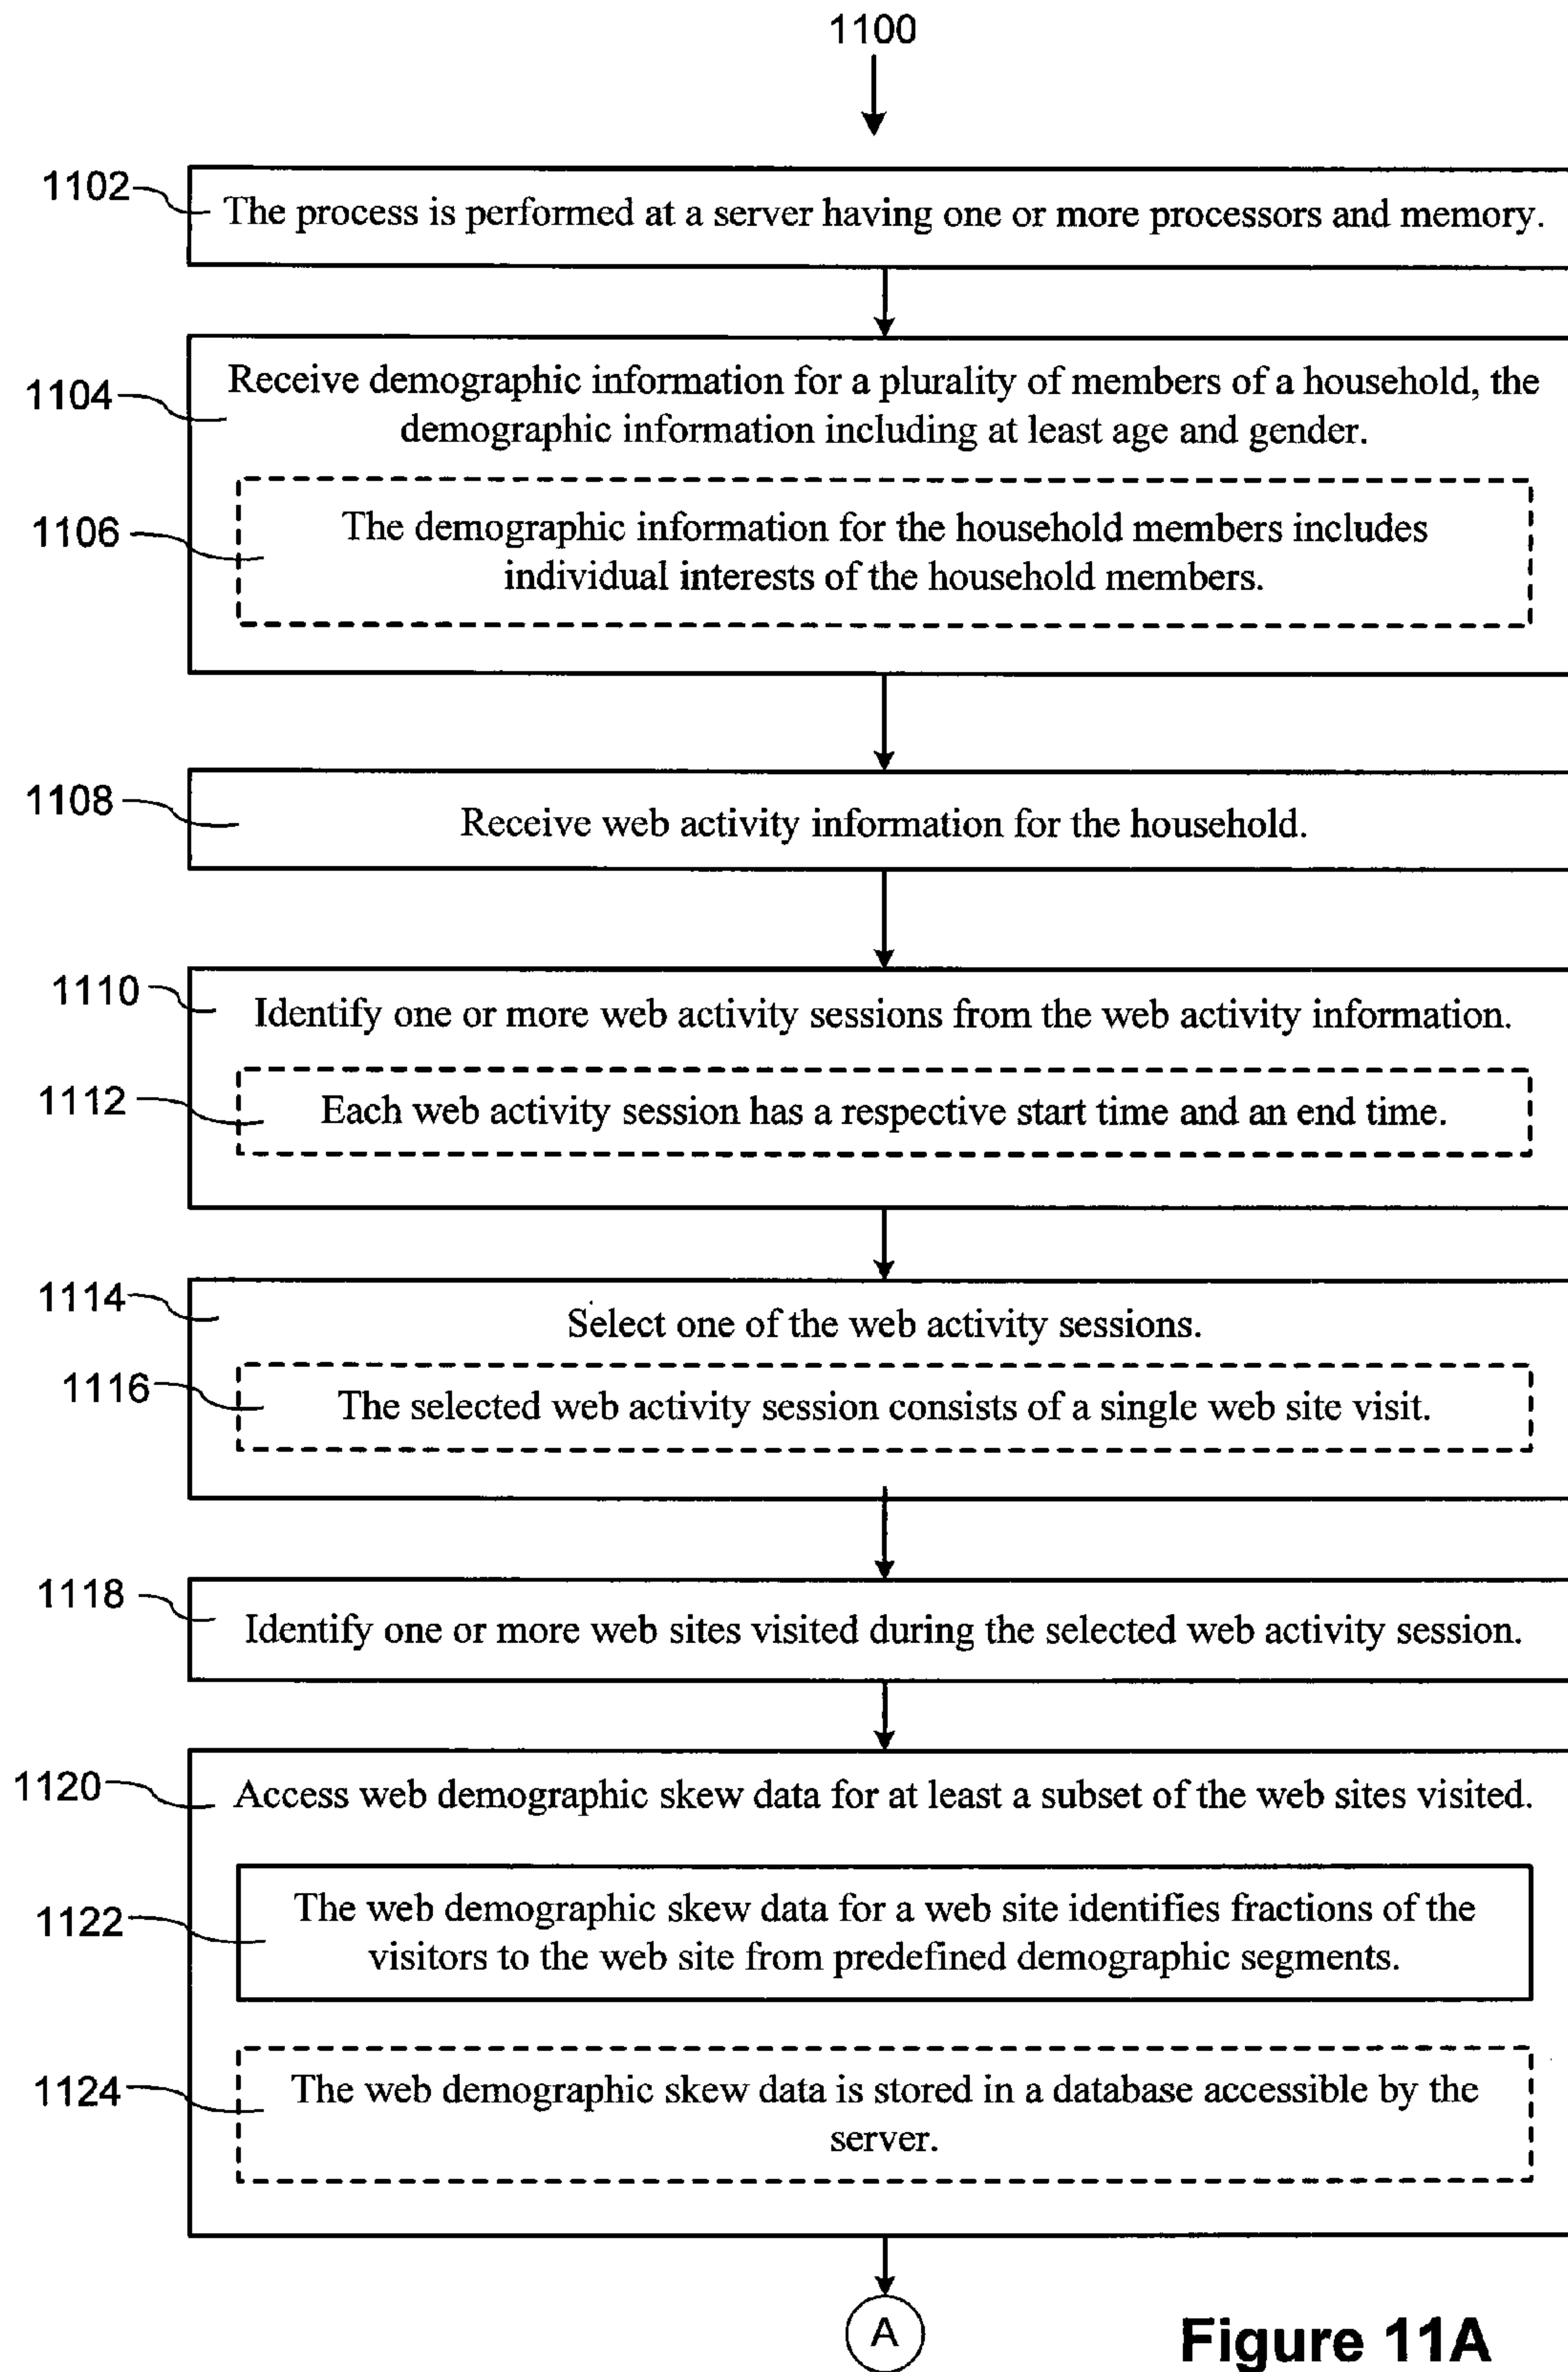 1100
1102
The process is performed at a server having one or more processors and memory.
1104
Receive demographic information for a plurality of members of a household, the
demographic information including at least age and gender.
1106
The demographic information for the household members includes
individual interests of the household members.
1108
Receive web activity information for the household.
1110
Identify one or more web activity sessions from the web activity information.
1112
Each web activity session has a respective start time and an end time.
1114
Select one of the web activity sessions.
1116
The selected web activity session consists of a single web site visit.
1118
Identify one or more web sites visited during the selected web activity session.
1120
Access web demographic skew data for at least a subset of the web sites visited.
1122
The web demographic skew data for a web site identifies fractions of the
visitors to the web site from predefined demographic segments.
1124
The web demographic skew data is stored in a database accessible by the
server.
A
Figure 11A